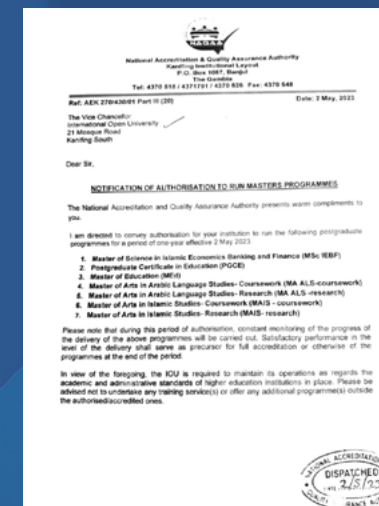 NAQAA
National Accreditation & Quality Assurance Authority
Kanifing Institutional Layout
P.O. Box 1087, Banjul
The Gambia
Tel: 4370 518 / 4371701 / 4370 626 Fax: 4370 548
Ref: AEK 270/430/01 Part III (20)
Date: 2 May, 2023
The Vice Chancellor
International Open University
21 Mosque Road
Kanifing South
Dear Sir,
NOTIFICATION OF AUTHORISATION TO RUN MASTERS PROGRAMMES
The National Accreditation and Quality Assurance Authority presents warm compliments to
you.
I am directed to convey authorisation for your institution to run the following postgraduate
programmes for a period of one-year effective 2 May 2023
1. Master of Science in Islamic Economics Banking and Finance (MSc IEBF)
2. Postgraduate Certificate in Education (PGCE)
3. Master of Education (MEd)
4. Master of Arts in Arabic Language Studies- Coursework (MA ALS-coursework)
5. Master of Arts in Arabic Language Studies- Research (MA ALS -research)
6. Master of Arts in Islamic Studies- Coursework (MAIS - coursework)
7. Master of Arts in Islamic Studies- Research (MAIS- research)
Please note that during this period of authorisation, constant monitoring of the progress of
the delivery of the above programmes will be carried out. Satisfactory performance in the
level of the delivery shall serve as precursor for full accreditation or otherwise of the
programmes at the end of the period.
In view of the foregoing, the IOU is required to maintain its operations as regards the
academic and administrative standards of higher education institutions in place. Please be
advised not to undertake any training service(s) or offer any additional programme(s) outside
the authorised/accredited ones.
NATIONAL ACCREDITATION
DISPATCHED
2/5/23